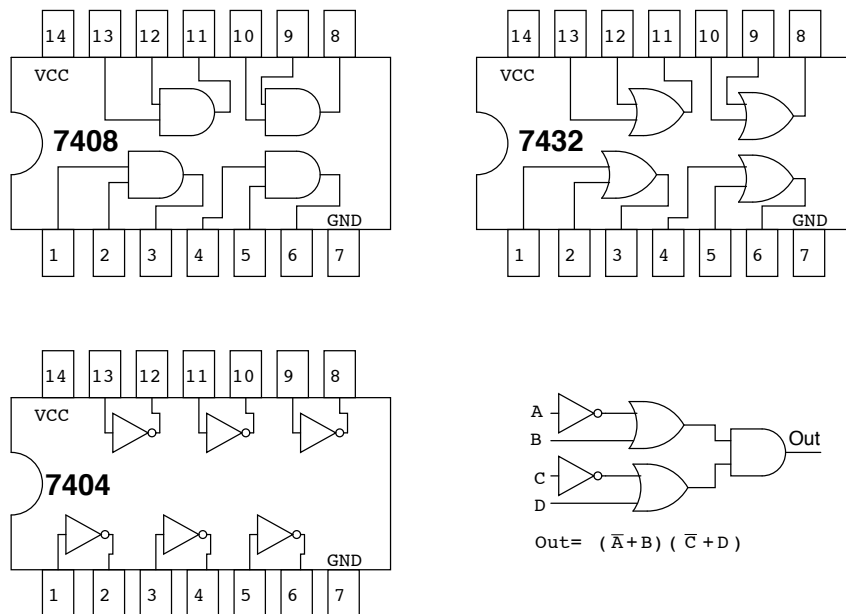 14 13 12 11 10 9 8
VCC
7408
GND
1 2 3 4 5 6 7
14 13 12 11 10 9 8
VCC
7432
GND
1 2 3 4 5 6 7
14 13 12 11 10 9 8
VCC
7404
GND
1 2 3 4 5 6 7
A
B
C
D
Out
Out= (A̅+B)(C̅+D)